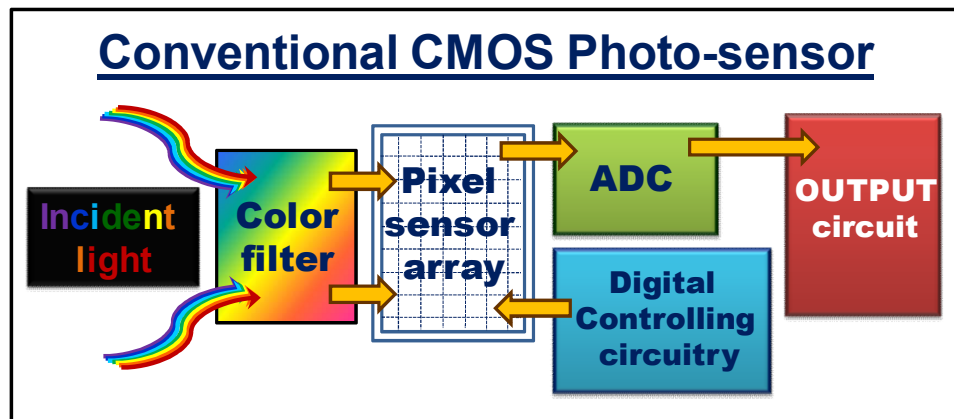 Conventional CMOS Photo-sensor
Incident
light
Color
filter
Pixel
sensor
array
ADC
Digital
Controlling
circuitry
OUTPUT
circuit